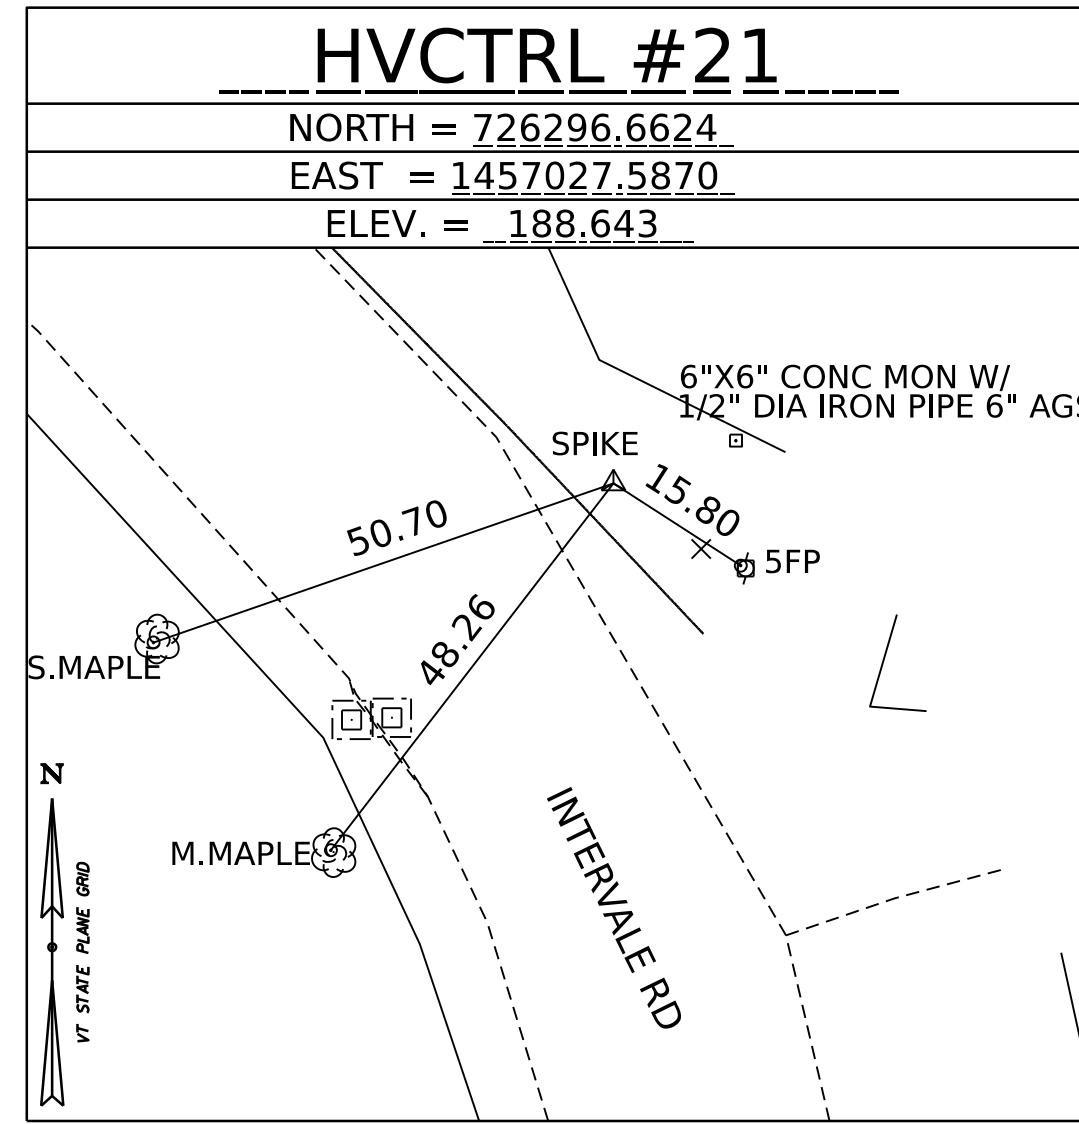 HVCTRL #21
NORTH = 726296.6624
EAST = 1457027.5870
ELEV. = 188.643
6"X6" CONC MON W/
1/2" DIA IRON PIPE 6"
SPIKE
15.80
50.70
5FP
48.26
S.MAPLE
N
M.MAPLE
INTERVALE RD
VT STATE PLANE GRID